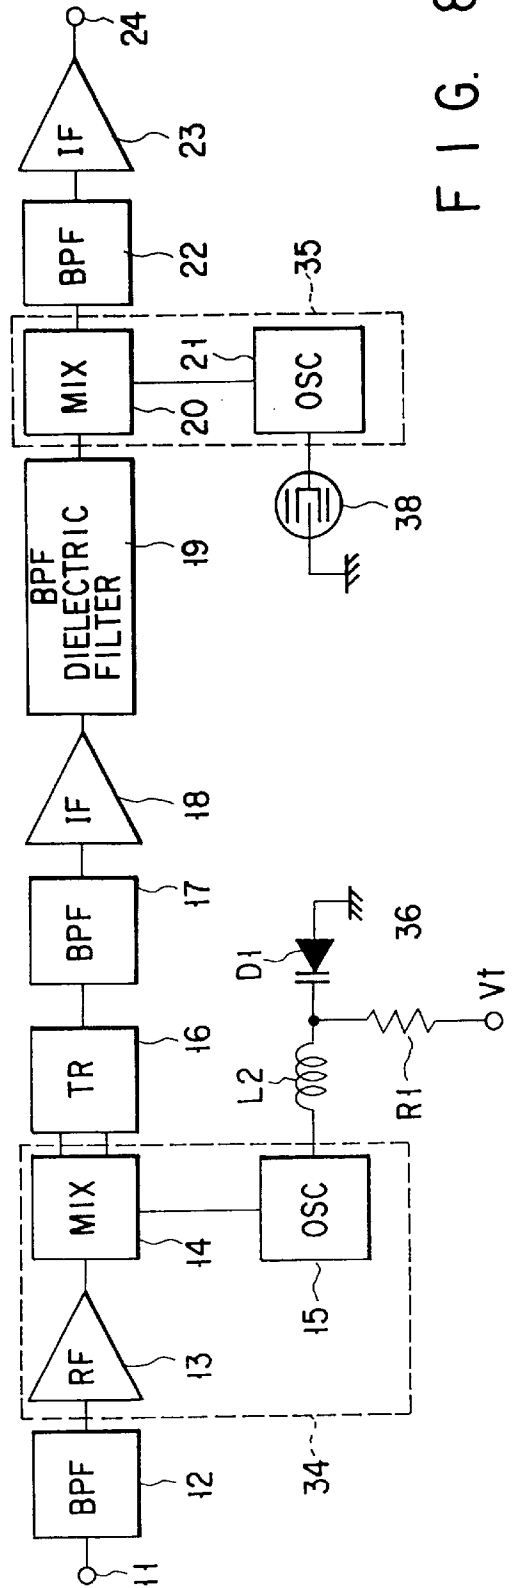 11
BPF
12
RF
13
MIX
14
OSC
15
34
TR
16
BPF
17
IF
18
BPF
DIELECTRIC
FILTER
19
MIX
20
OSC
21
35
38
BPF
22
IF
23
24
L2
D1
R1
Vt
36
FIG. 8